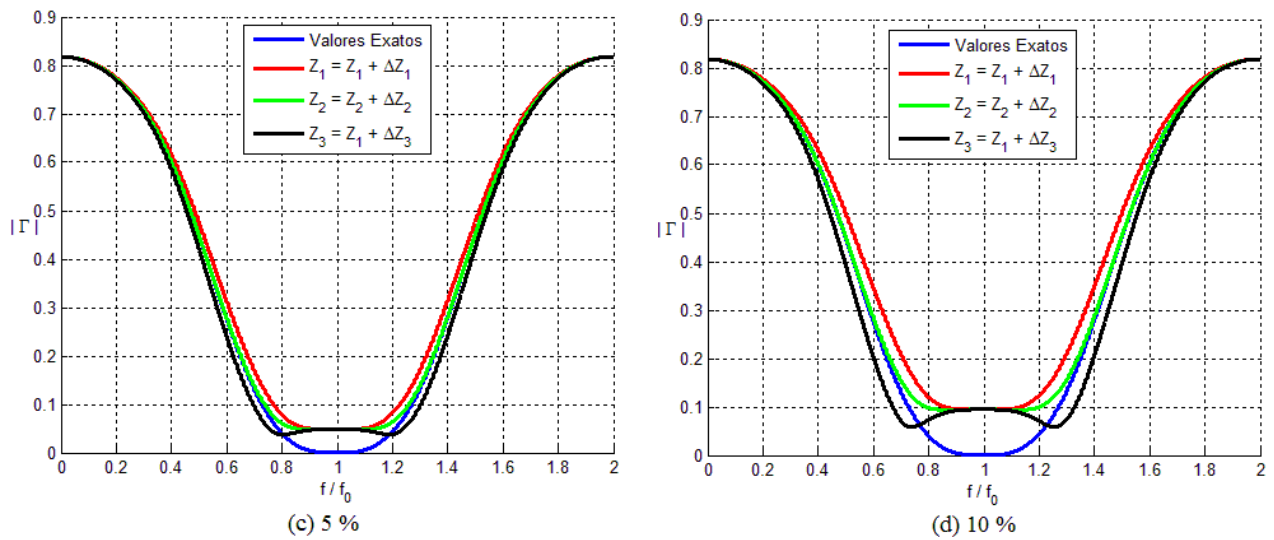 0.9
0.8
0.7
0.6
0.5
| Γ |
0.4
0.3
0.2
0.1
0
0 0.2 0.4 0.6 0.8 1 1.2 1.4 1.6 1.8 2
f / f0
Valores Exatos
Z1 = Z1 + ΔZ1
Z2 = Z2 + ΔZ2
Z3 = Z1 + ΔZ3
(c) 5 %
0.9
0.8
0.7
0.6
0.5
| Γ |
0.4
0.3
0.2
0.1
0
0 0.2 0.4 0.6 0.8 1 1.2 1.4 1.6 1.8 2
f / f0
Valores Exatos
Z1 = Z1 + ΔZ1
Z2 = Z2 + ΔZ2
Z3 = Z1 + ΔZ3
(d) 10 %